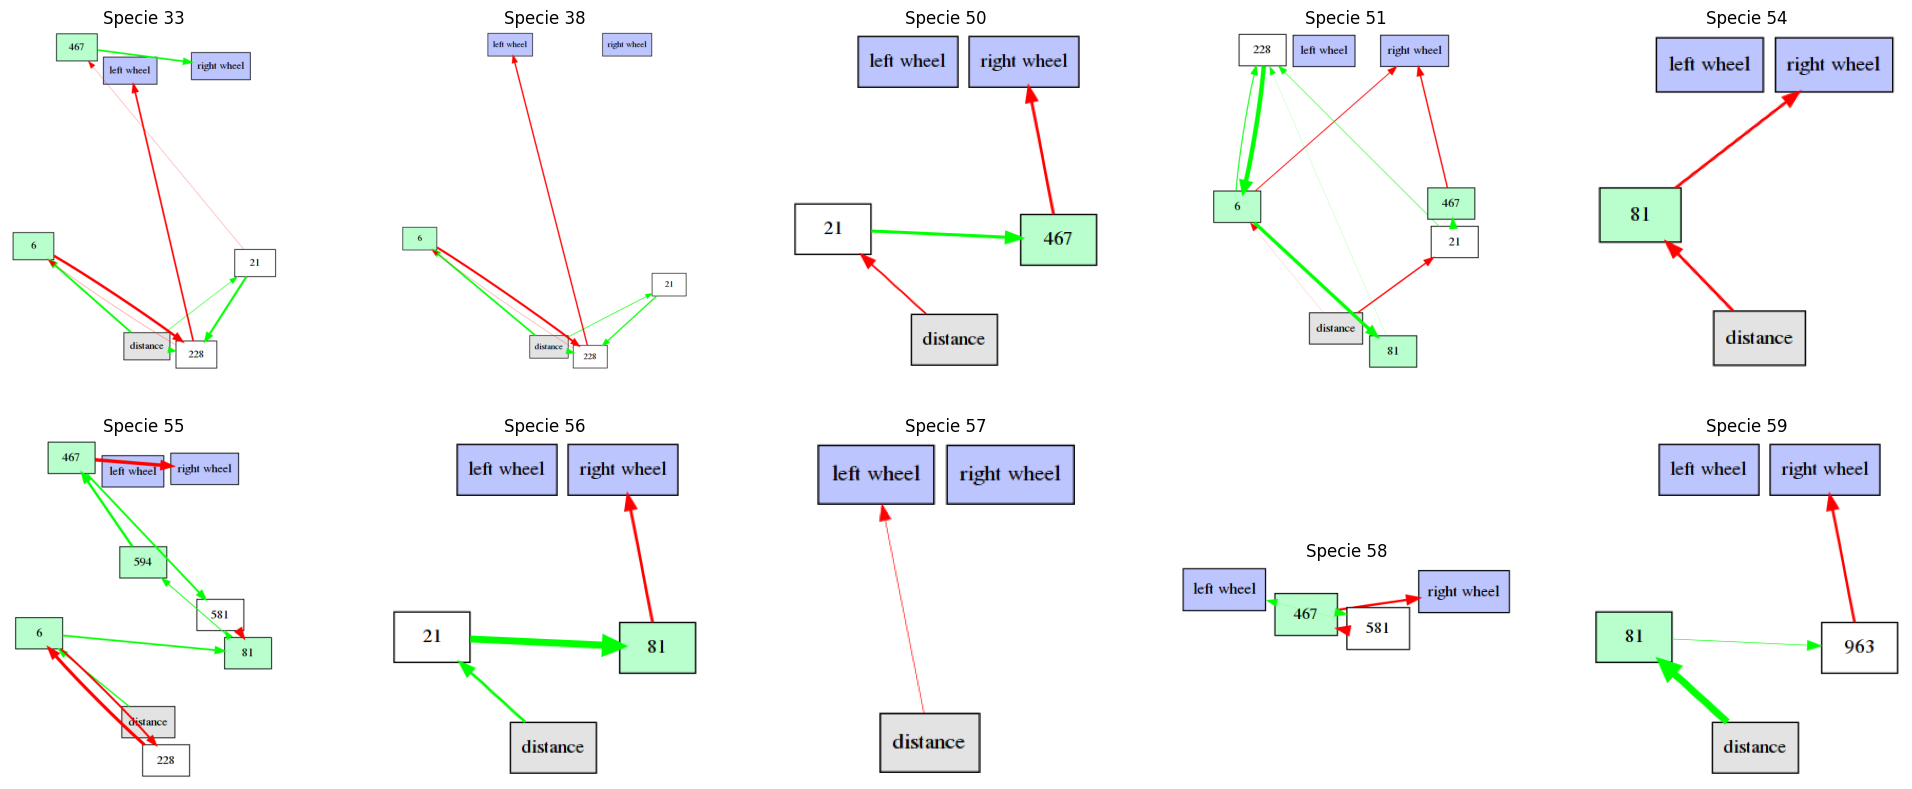 Specie 33
467
left wheel
right wheel
6
21
distance
228
Specie 38
left wheel
right wheel
6
21
distance
228
Specie 50
left wheel
right wheel
21
467
distance
Specie 51
228
left wheel
right wheel
6
467
21
distance
81
Specie 54
left wheel
right wheel
81
distance
Specie 55
467
left wheel
right wheel
594
581
6
81
distance
228
Specie 56
left wheel
right wheel
21
81
distance
Specie 57
left wheel
right wheel
distance
Specie 58
left wheel
467
right wheel
581
Specie 59
left wheel
right wheel
81
963
distance